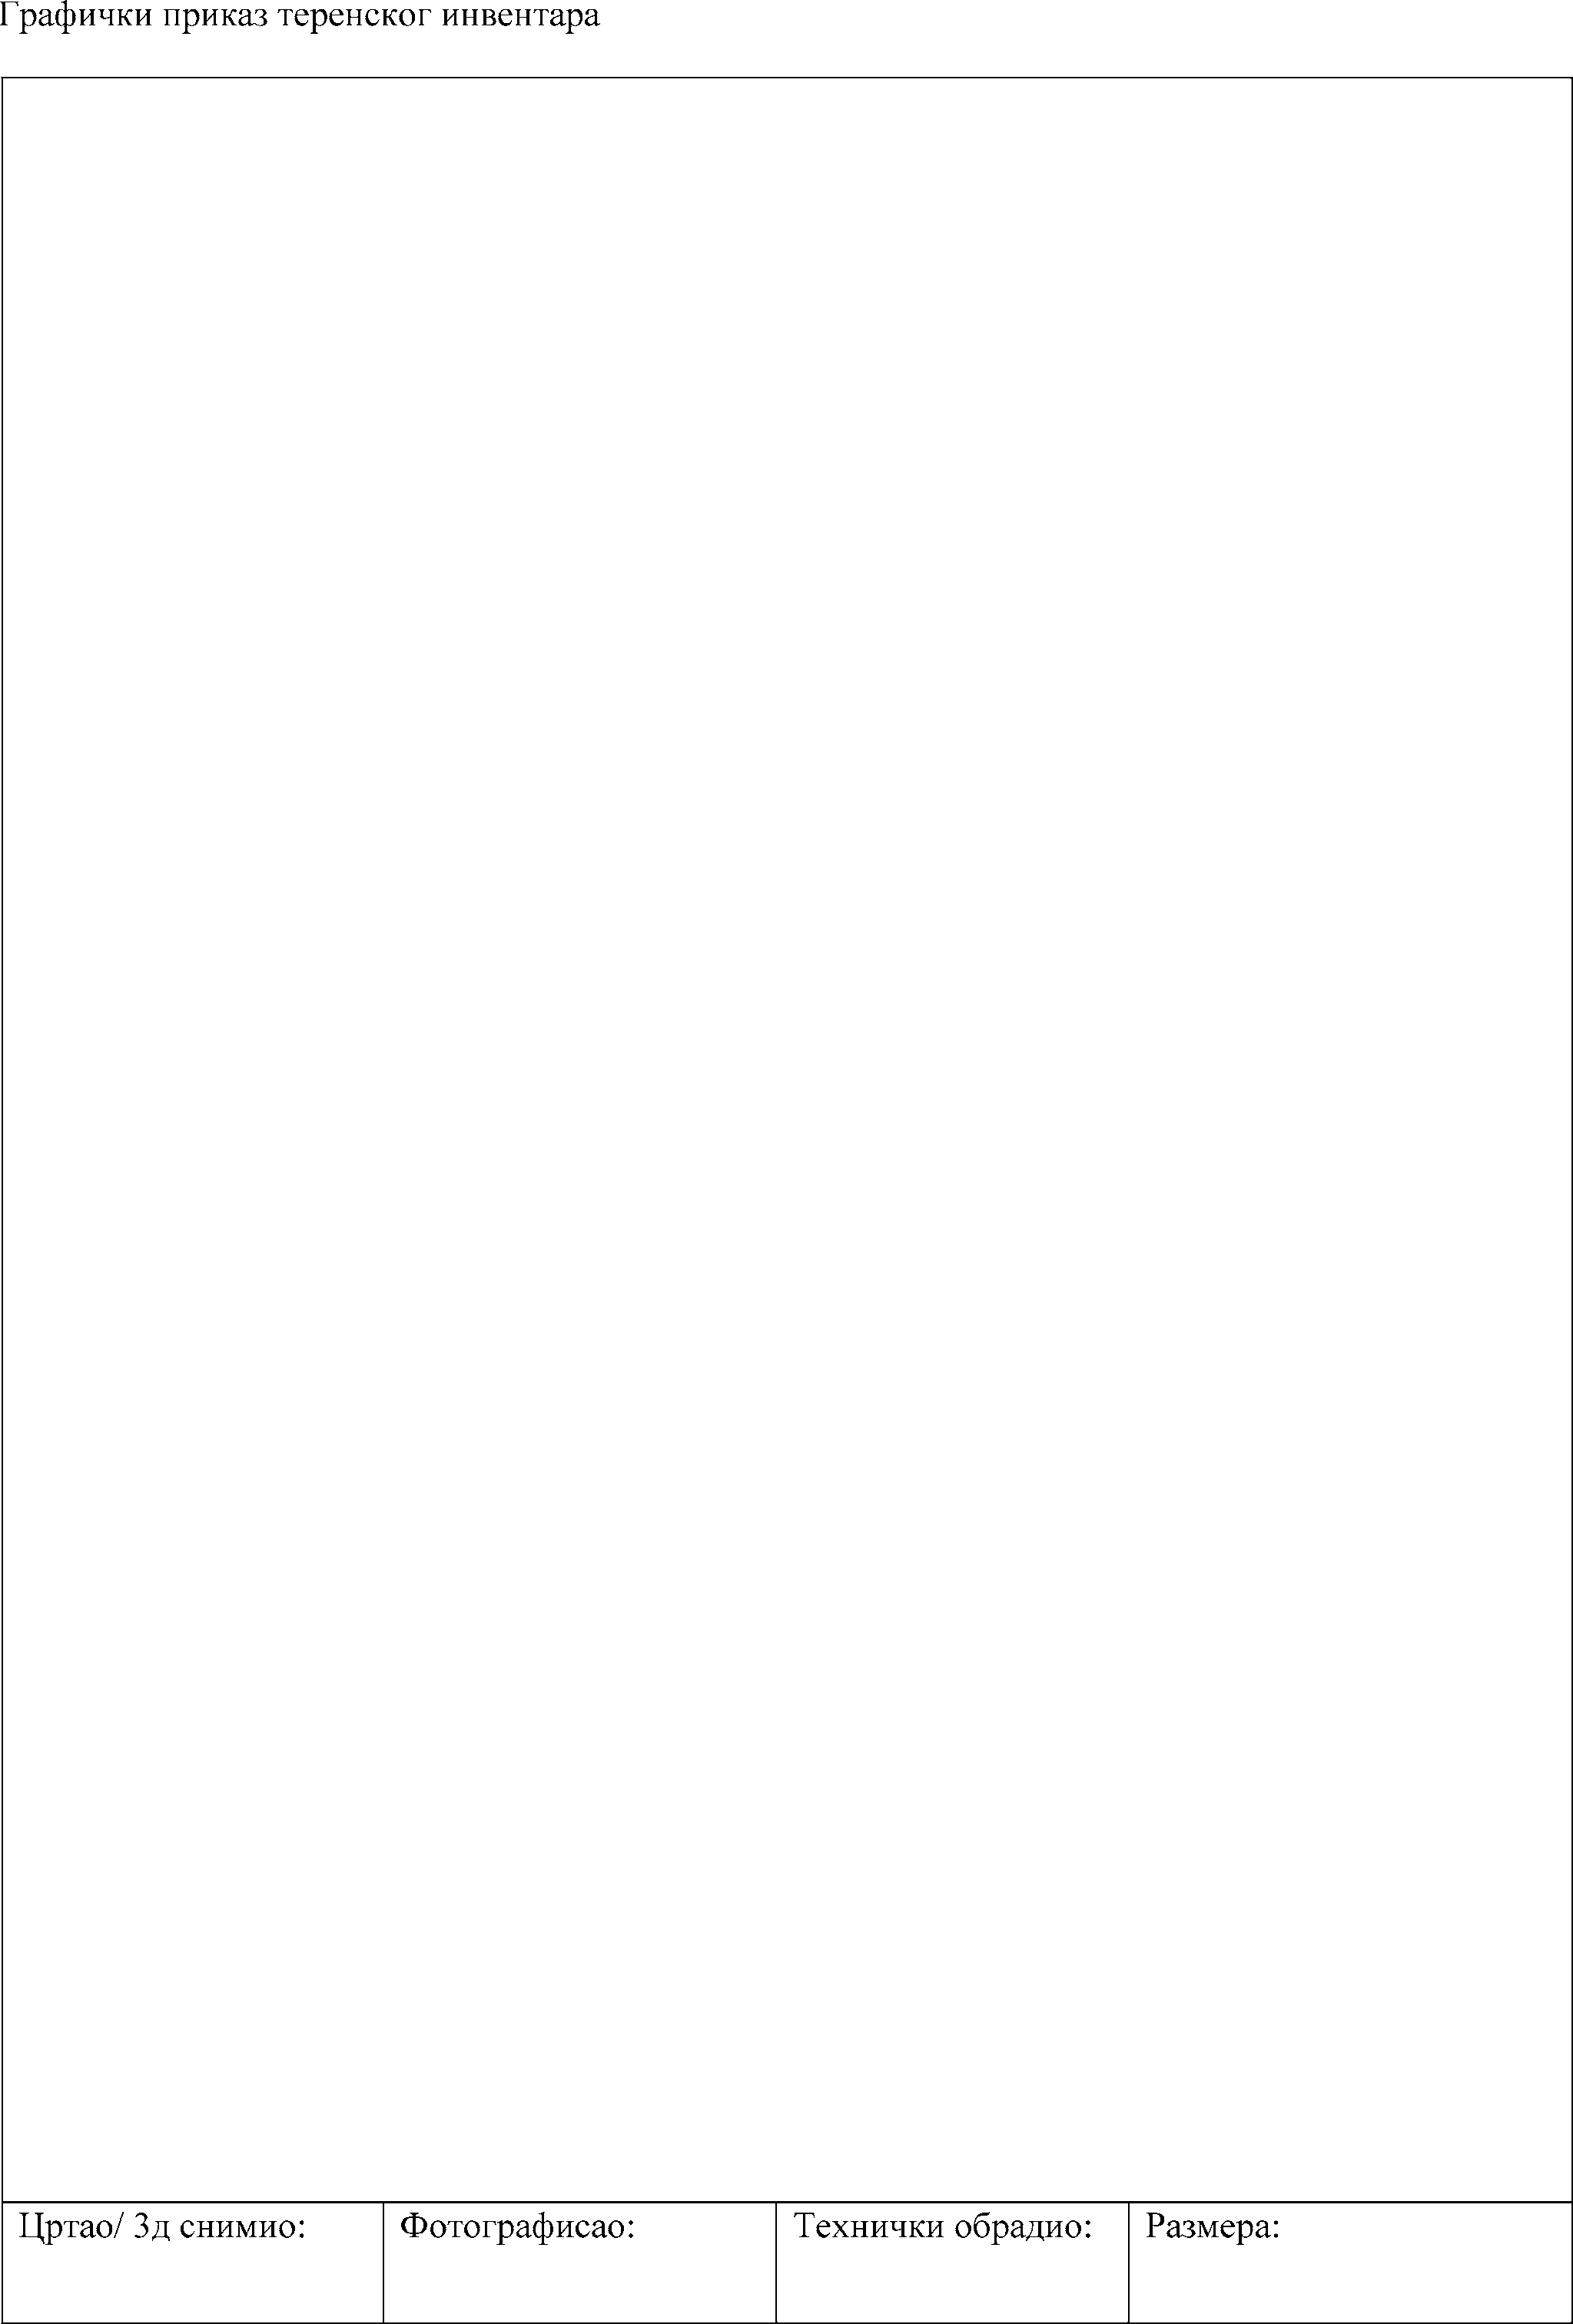 Графички приказ теренског инвентара
Цртао/ 3д снимио:
Фотографисао:
Технички обрадио:
Размера: